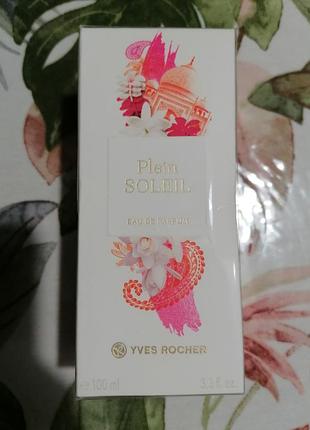 Plein
SOLEIL
EAU DE PARFUM
YVES ROCHER
e 100 ml 3.3 fl. oz.